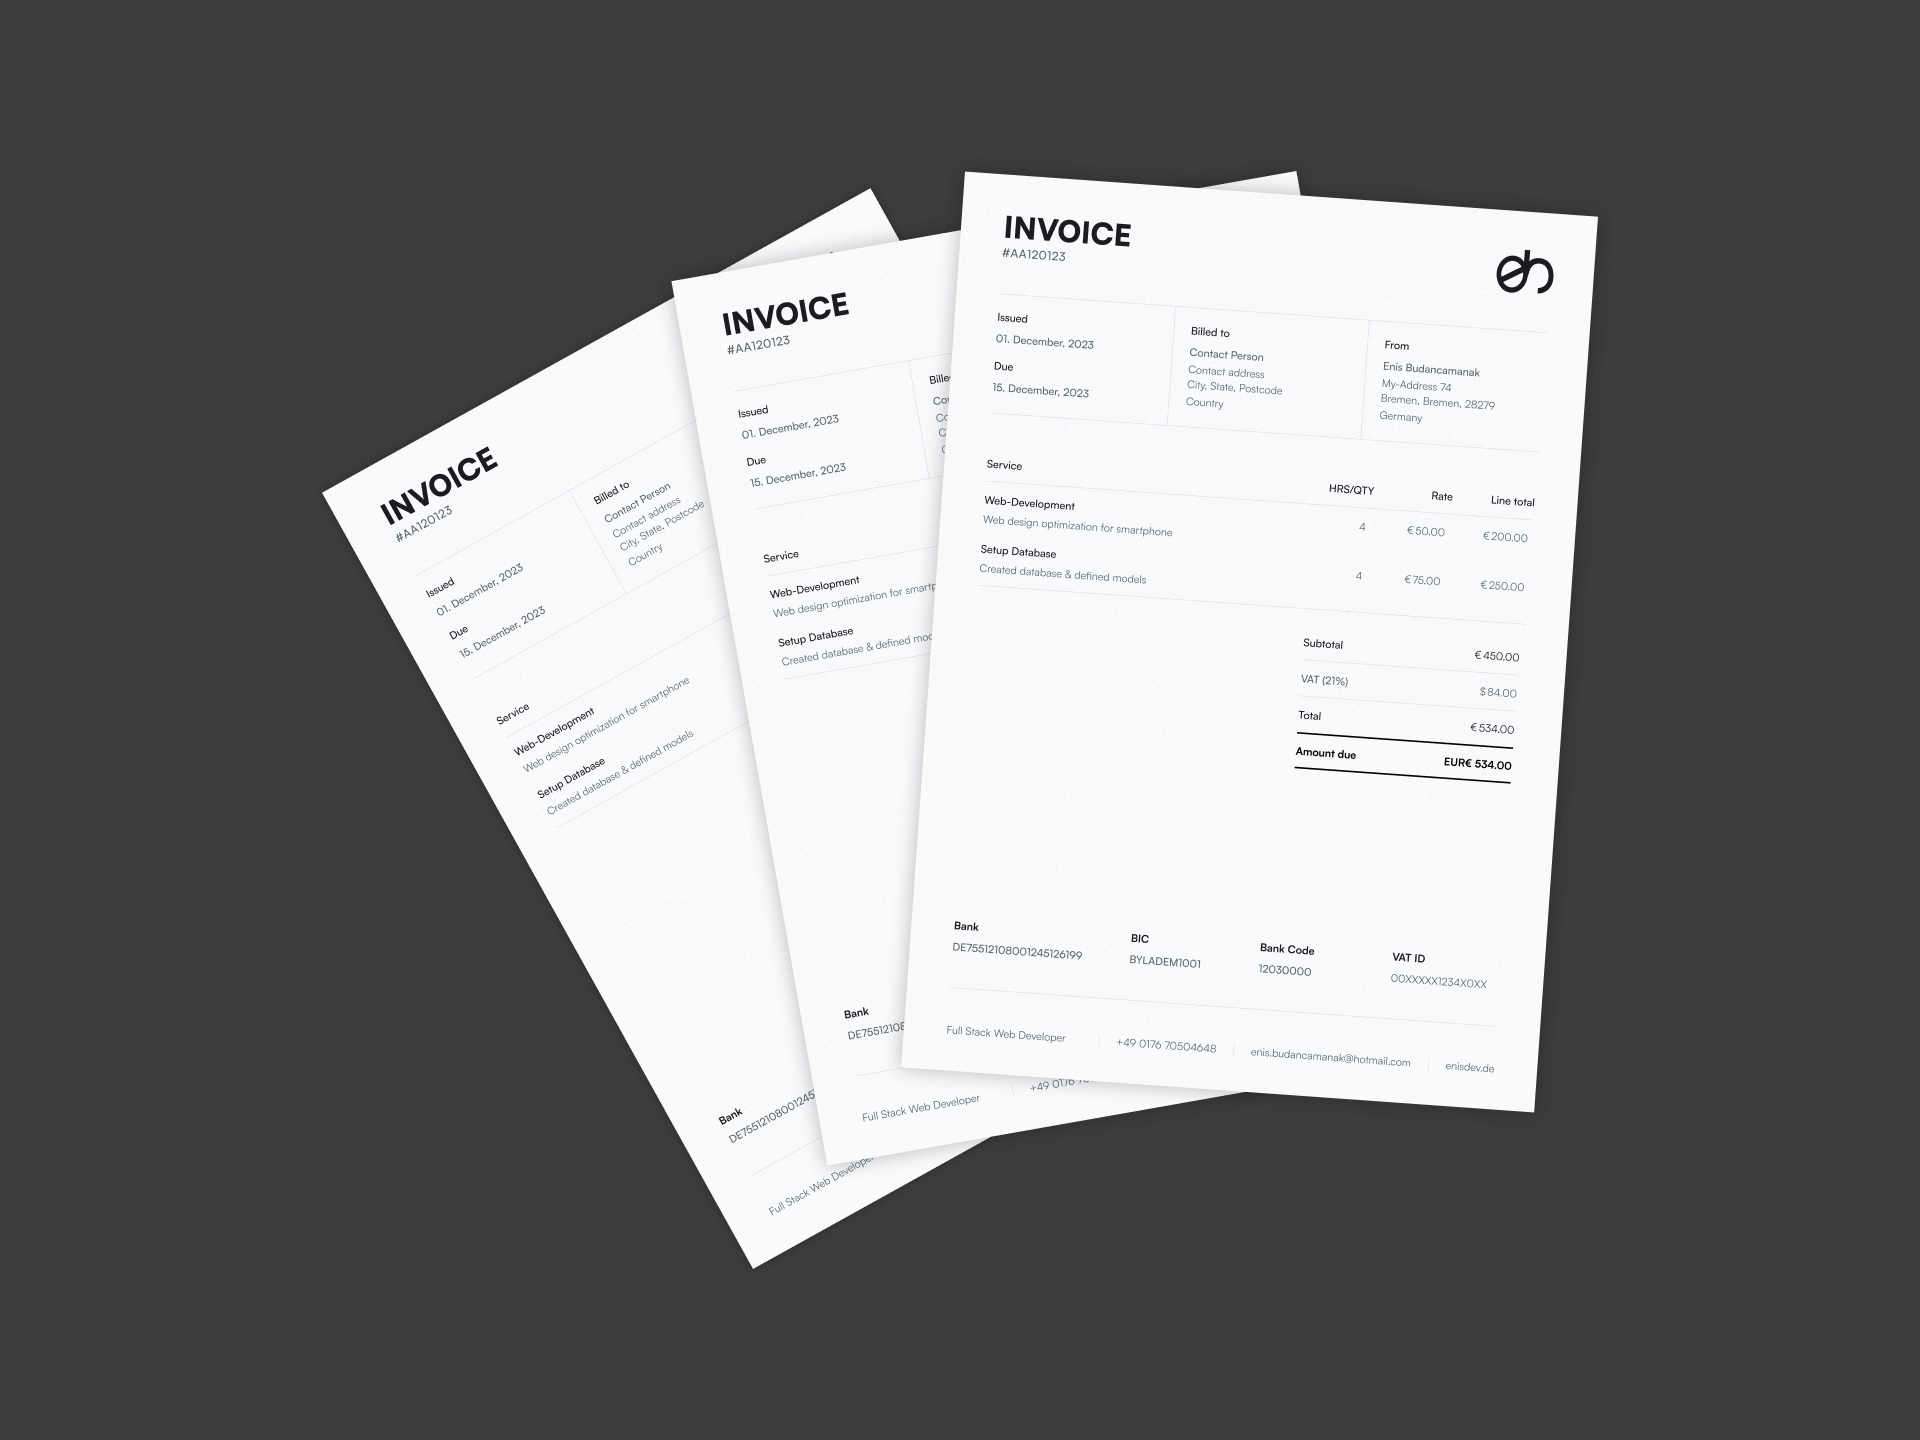 INVOICE
#AA120123
Issued
01. December, 2023
Due
15. December, 2023
Billed to
Contact Person
Contact address
City, State, Postcode
Country
Service
Web-Development
Web design optimization for smartphone
Setup Database
Created database & defined models
Bank
Full Stack Web Developer
INVOICE
#AA120123
Issued
01. December, 2023
Due
15. December, 2023
Service
Web-Development
Web design optimization for
Setup Database
Created database & defined
Bank
Full Stack Web Developer
+49 0176
INVOICE
#AA120123
Issued
01. December, 2023
Due
15. December, 2023
Billed to
Contact Person
Contact address
City, State, Postcode
Country
From
Enis Budancamanak
My-Address 74
Bremen, Bremen, 28279
Germany
Service HRS/QTY Rate Line total
Web-Development
Web design optimization for smartphone 4 €50.00 €200.00
Setup Database
Created database & defined models 4 €75.00 €250.00
Subtotal €450.00
VAT (21%) $84.00
Total €534.00
Amount due EUR€ 534.00
Bank BIC Bank Code VAT ID
DE75512108001245126199 BYLADEM1001 12030000 00XXXXX1234X0XX
Full Stack Web Developer +49 0176 70504648 enis.budancamanak@hotmail.com enisdev.de